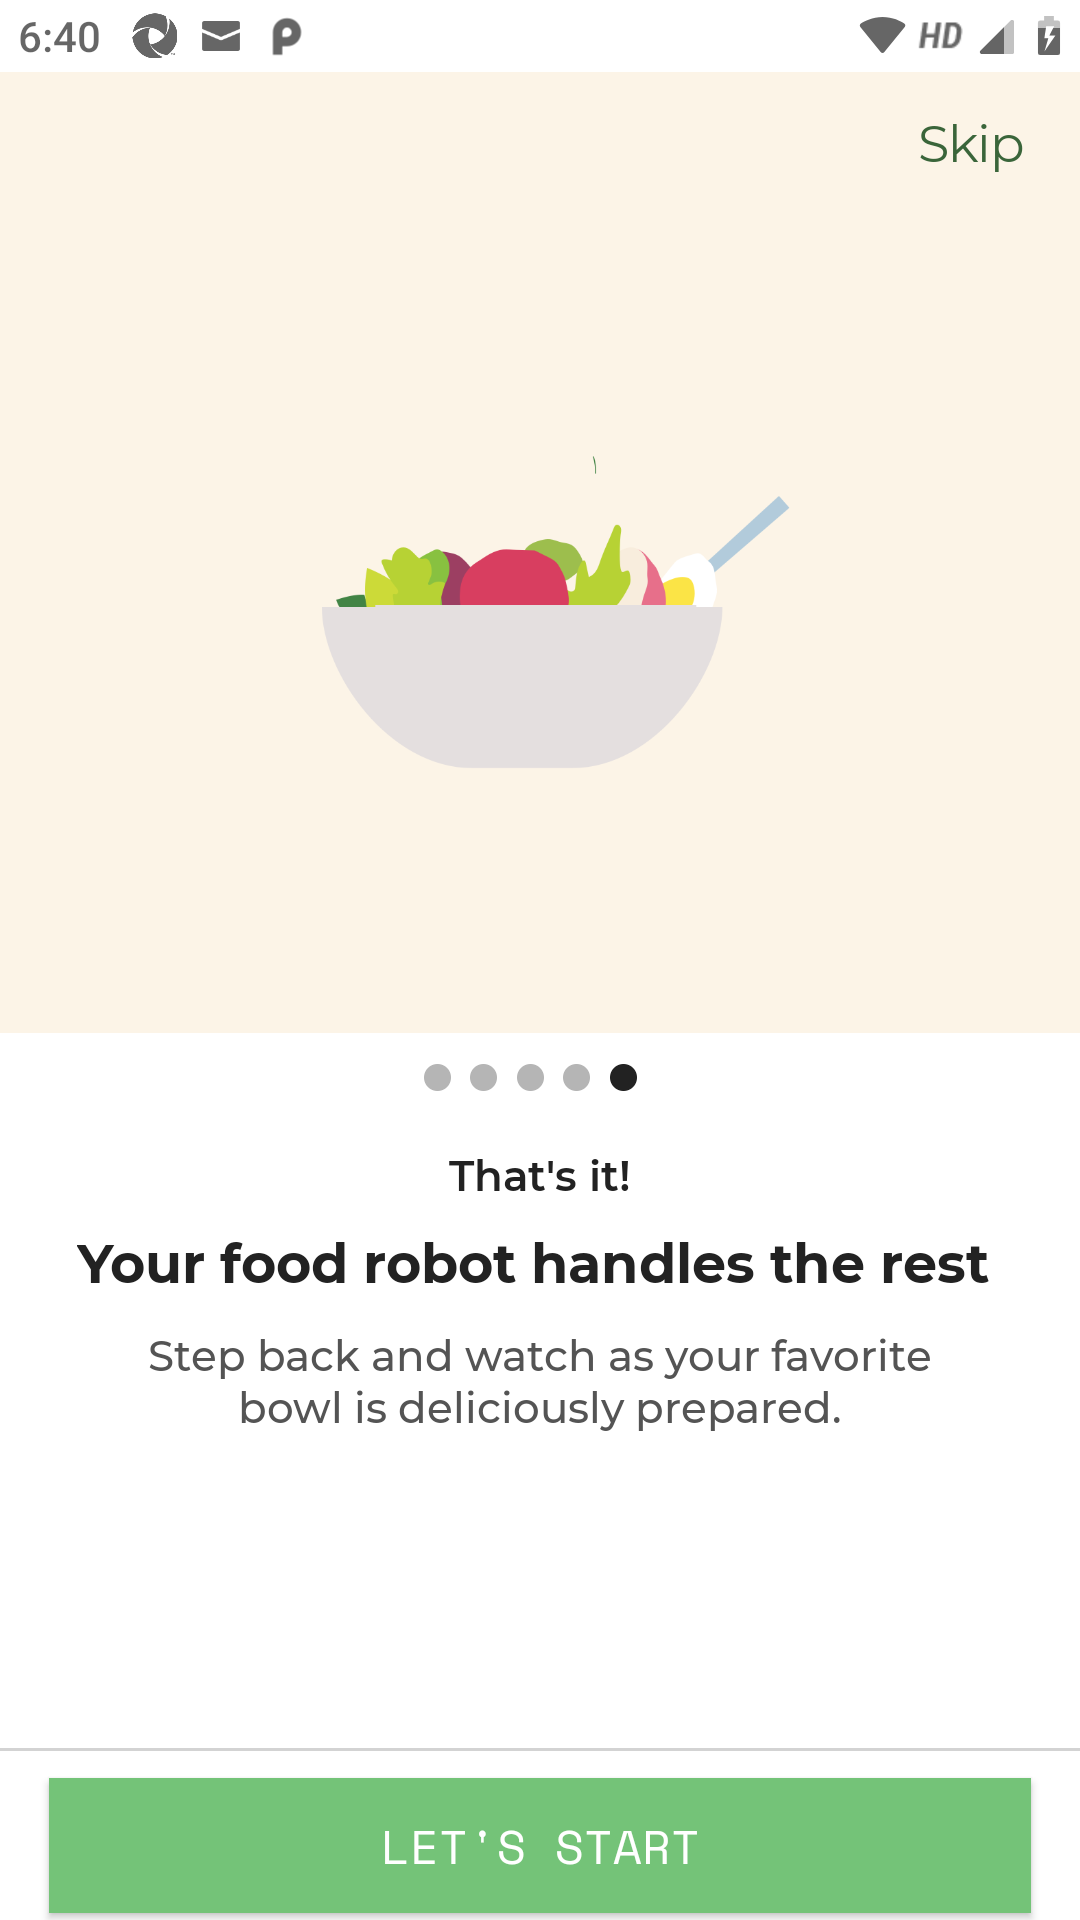 6:40
HD
Skip
That's it!
Your food robot handles the rest
Step back and watch as your favorite
bowl is deliciously prepared.
LET'S START